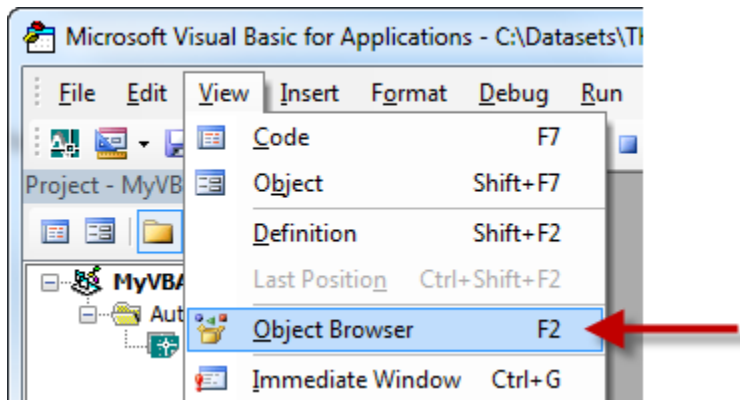 Microsoft Visual Basic for Applications - C:\Datasets\
File Edit View Insert Format Debug Run
Code F7
Project - MyVB
Object Shift+F7
Definition Shift+F2
MyVBA
Last Position Ctrl+Shift+F2
Aut
Object Browser F2
Immediate Window Ctrl+G